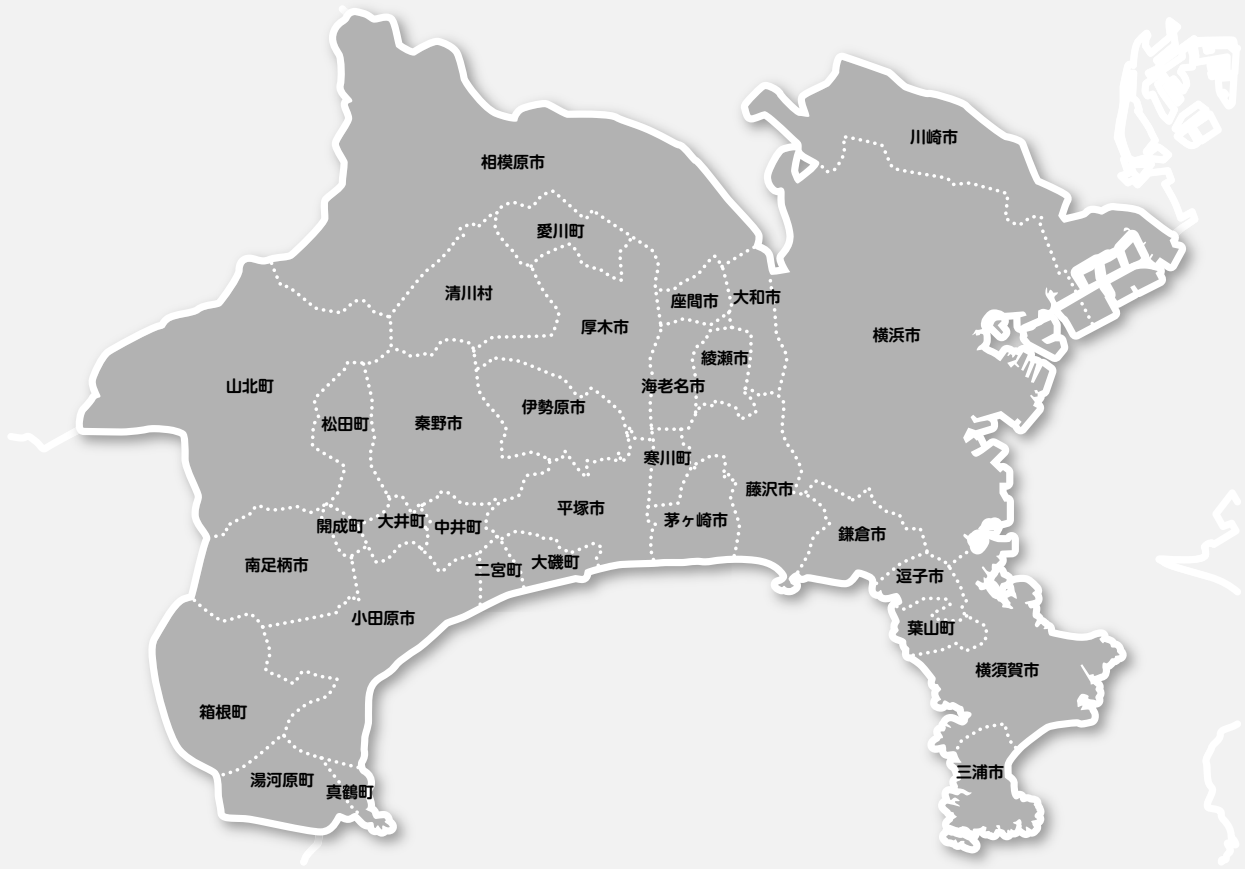 川崎市
相模原市
愛川町
清川村
座間市
大和市
厚木市
横浜市
綾瀬市
山北町
海老名市
伊勢原市
松田町
秦野市
寒川町
藤沢市
平塚市
茅ヶ崎市
開成町
大井町
中井町
鎌倉市
南足柄市
二宮町
大磯町
逗子市
小田原市
葉山町
横須賀市
箱根町
三浦市
湯河原町
真鶴町